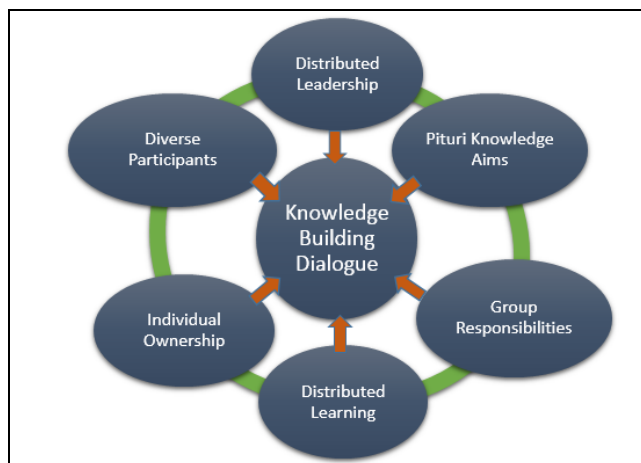 Distributed
Leadership
Diverse
Participants
Pituri Knowledge
Aims
Knowledge
Building
Dialogue
Individual
Ownership
Group
Responsibilities
Distributed
Learning